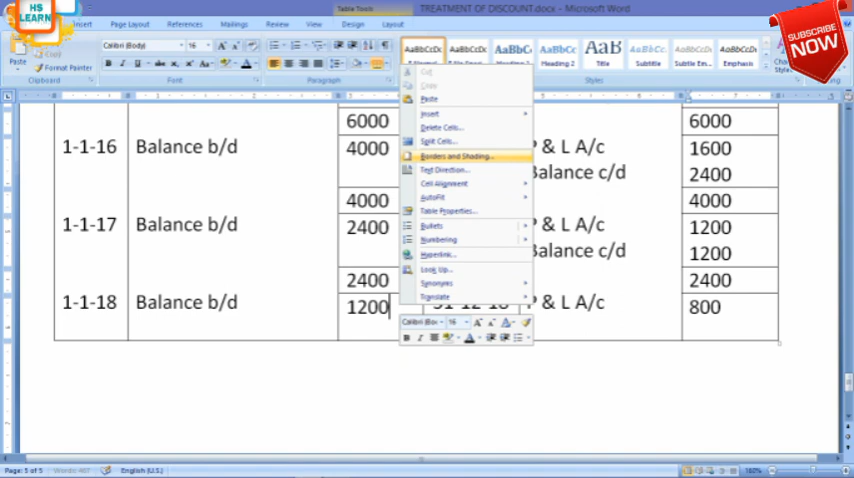 HS
LEARN
Table Tools
TREATMENT OF DISCOUNT.docx - Microsoft Word
SUBSCRIBE
NOW
Insert Page Layout References Mailings Review View Design Layout
Paste
Copy
Format Painter
Calibri (Body) 16
AaBbCcDc AaBbCcDc AaBbC AaBbCc AaB AaBbCc. AaBbCcDc AaBbCcDc
Heading 2 Title Subtitle Subtle Em... Emphasis
Clipboard Font Paragraph Styles
Cut
Copy
Paste
Insert
Delete Cells...
Split Cells...
Borders and Shading...
Text Direction...
Cell Alignment
AutoFit
Table Properties...
Bullets
Numbering
Hyperlink...
Look Up...
Synonyms
Translate
Calibri (Bo 16
6000 6000
1-1-16 Balance b/d 4000 P & L A/c 1600
Balance c/d 2400
4000 4000
1-1-17 Balance b/d 2400 P & L A/c 1200
Balance c/d 1200
2400 2400
1-1-18 Balance b/d 1200 31-12-18 P & L A/c 800
Page: 5 of 5 Words: 487 English (U.S.) 160%